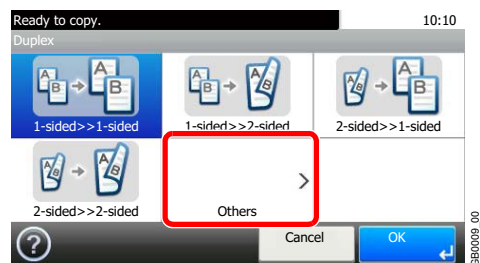 Ready to copy. 10:10
Duplex
A B A B A B A B A B A B
1-sided>>1-sided 1-sided>>2-sided 2-sided>>1-sided
A B A B
2-sided>>2-sided Others
? Cancel OK
GB0009_00